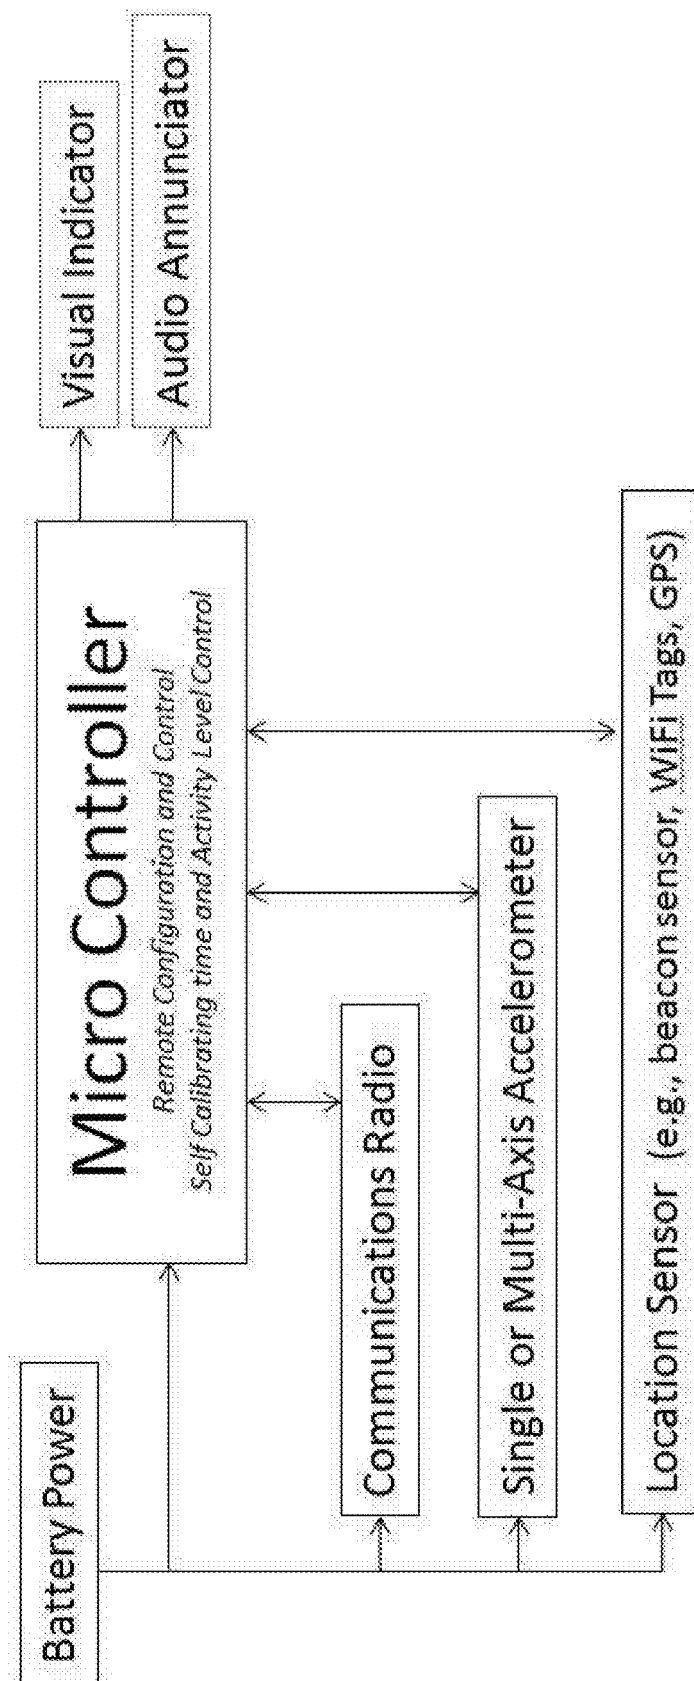 Battery Power
Micro Controller
Remote Configuration and Control
Self Calibrating time and Activity Level Control
Visual Indicator
Audio Annunciator
Communications Radio
Single or Multi-Axis Accelerometer
Location Sensor (e.g., beacon sensor, WiFi Tags, GPS)